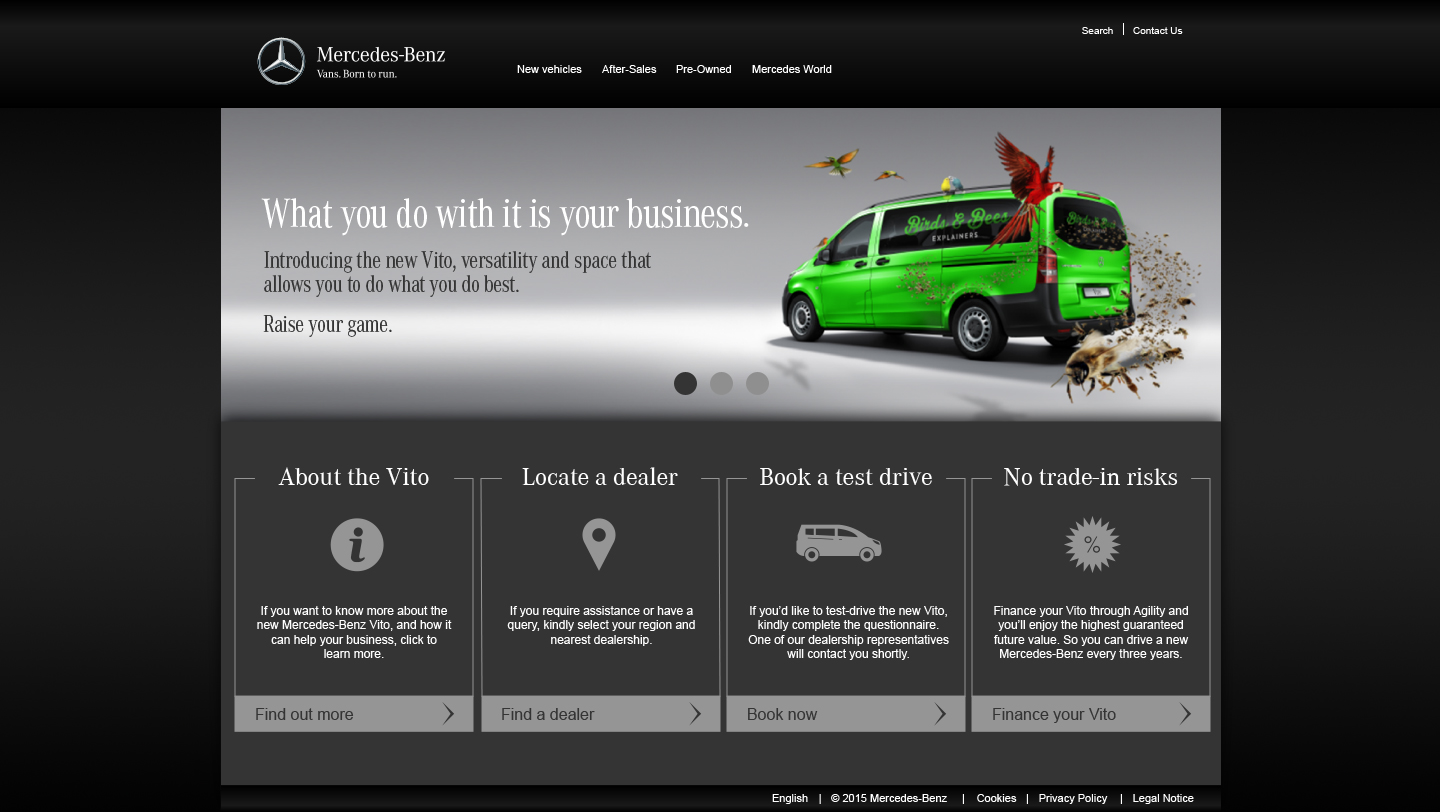 Search | Contact Us
Mercedes-Benz
Vans. Born to run.
New vehicles After-Sales Pre-Owned Mercedes World
What you do with it is your business.
Introducing the new Vito, versatility and space that
allows you to do what you do best.
Raise your game.
Birds & Bees
EXPLAINERS
Birds & Bees
About the Vito
If you want to know more about the
new Mercedes-Benz Vito, and how it
can help your business, click to
learn more.
Find out more
Locate a dealer
If you require assistance or have a
query, kindly select your region and
nearest dealership.
Find a dealer
Book a test drive
If you’d like to test-drive the new Vito,
kindly complete the questionnaire.
One of our dealership representatives
will contact you shortly.
Book now
No trade-in risks
%
Finance your Vito through Agility and
you’ll enjoy the highest guaranteed
future value. So you can drive a new
Mercedes-Benz every three years.
Finance your Vito
English | © 2015 Mercedes-Benz | Cookies | Privacy Policy | Legal Notice